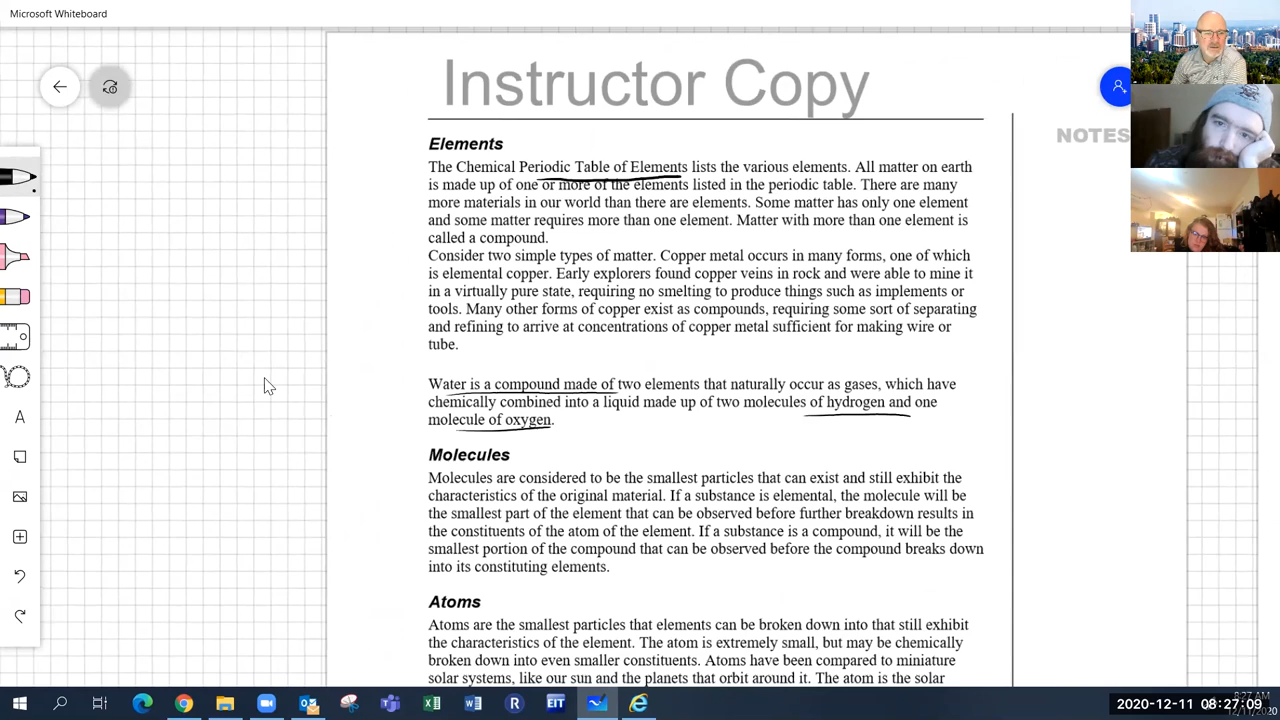 Microsoft Whiteboard
Instructor Copy
NOTES
Elements
The Chemical Periodic Table of Elements lists the various elements. All matter on earth
is made up of one or more of the elements listed in the periodic table. There are many
more materials in our world than there are elements. Some matter has only one element
and some matter requires more than one element. Matter with more than one element is
called a compound.
Consider two simple types of matter. Copper metal occurs in many forms, one of which
is elemental copper. Early explorers found copper veins in rock and were able to mine it
in a virtually pure state, requiring no smelting to produce things such as implements or
tools. Many other forms of copper exist as compounds, requiring some sort of separating
and refining to arrive at concentrations of copper metal sufficient for making wire or
tube.
Water is a compound made of two elements that naturally occur as gases, which have
chemically combined into a liquid made up of two molecules of hydrogen and one
molecule of oxygen.
Molecules
Molecules are considered to be the smallest particles that can exist and still exhibit the
characteristics of the original material. If a substance is elemental, the molecule will be
the smallest part of the element that can be observed before further breakdown results in
the constituents of the atom of the element. If a substance is a compound, it will be the
smallest portion of the compound that can be observed before the compound breaks down
into its constituting elements.
Atoms
Atoms are the smallest particles that elements can be broken down into that still exhibit
the characteristics of the element. The atom is extremely small, but may be chemically
broken down into even smaller constituents. Atoms have been compared to miniature
solar systems, like our sun and the planets that orbit around it. The atom is the solar
A
R
EIT
8:27 AM
2020-12-11 08:27:09